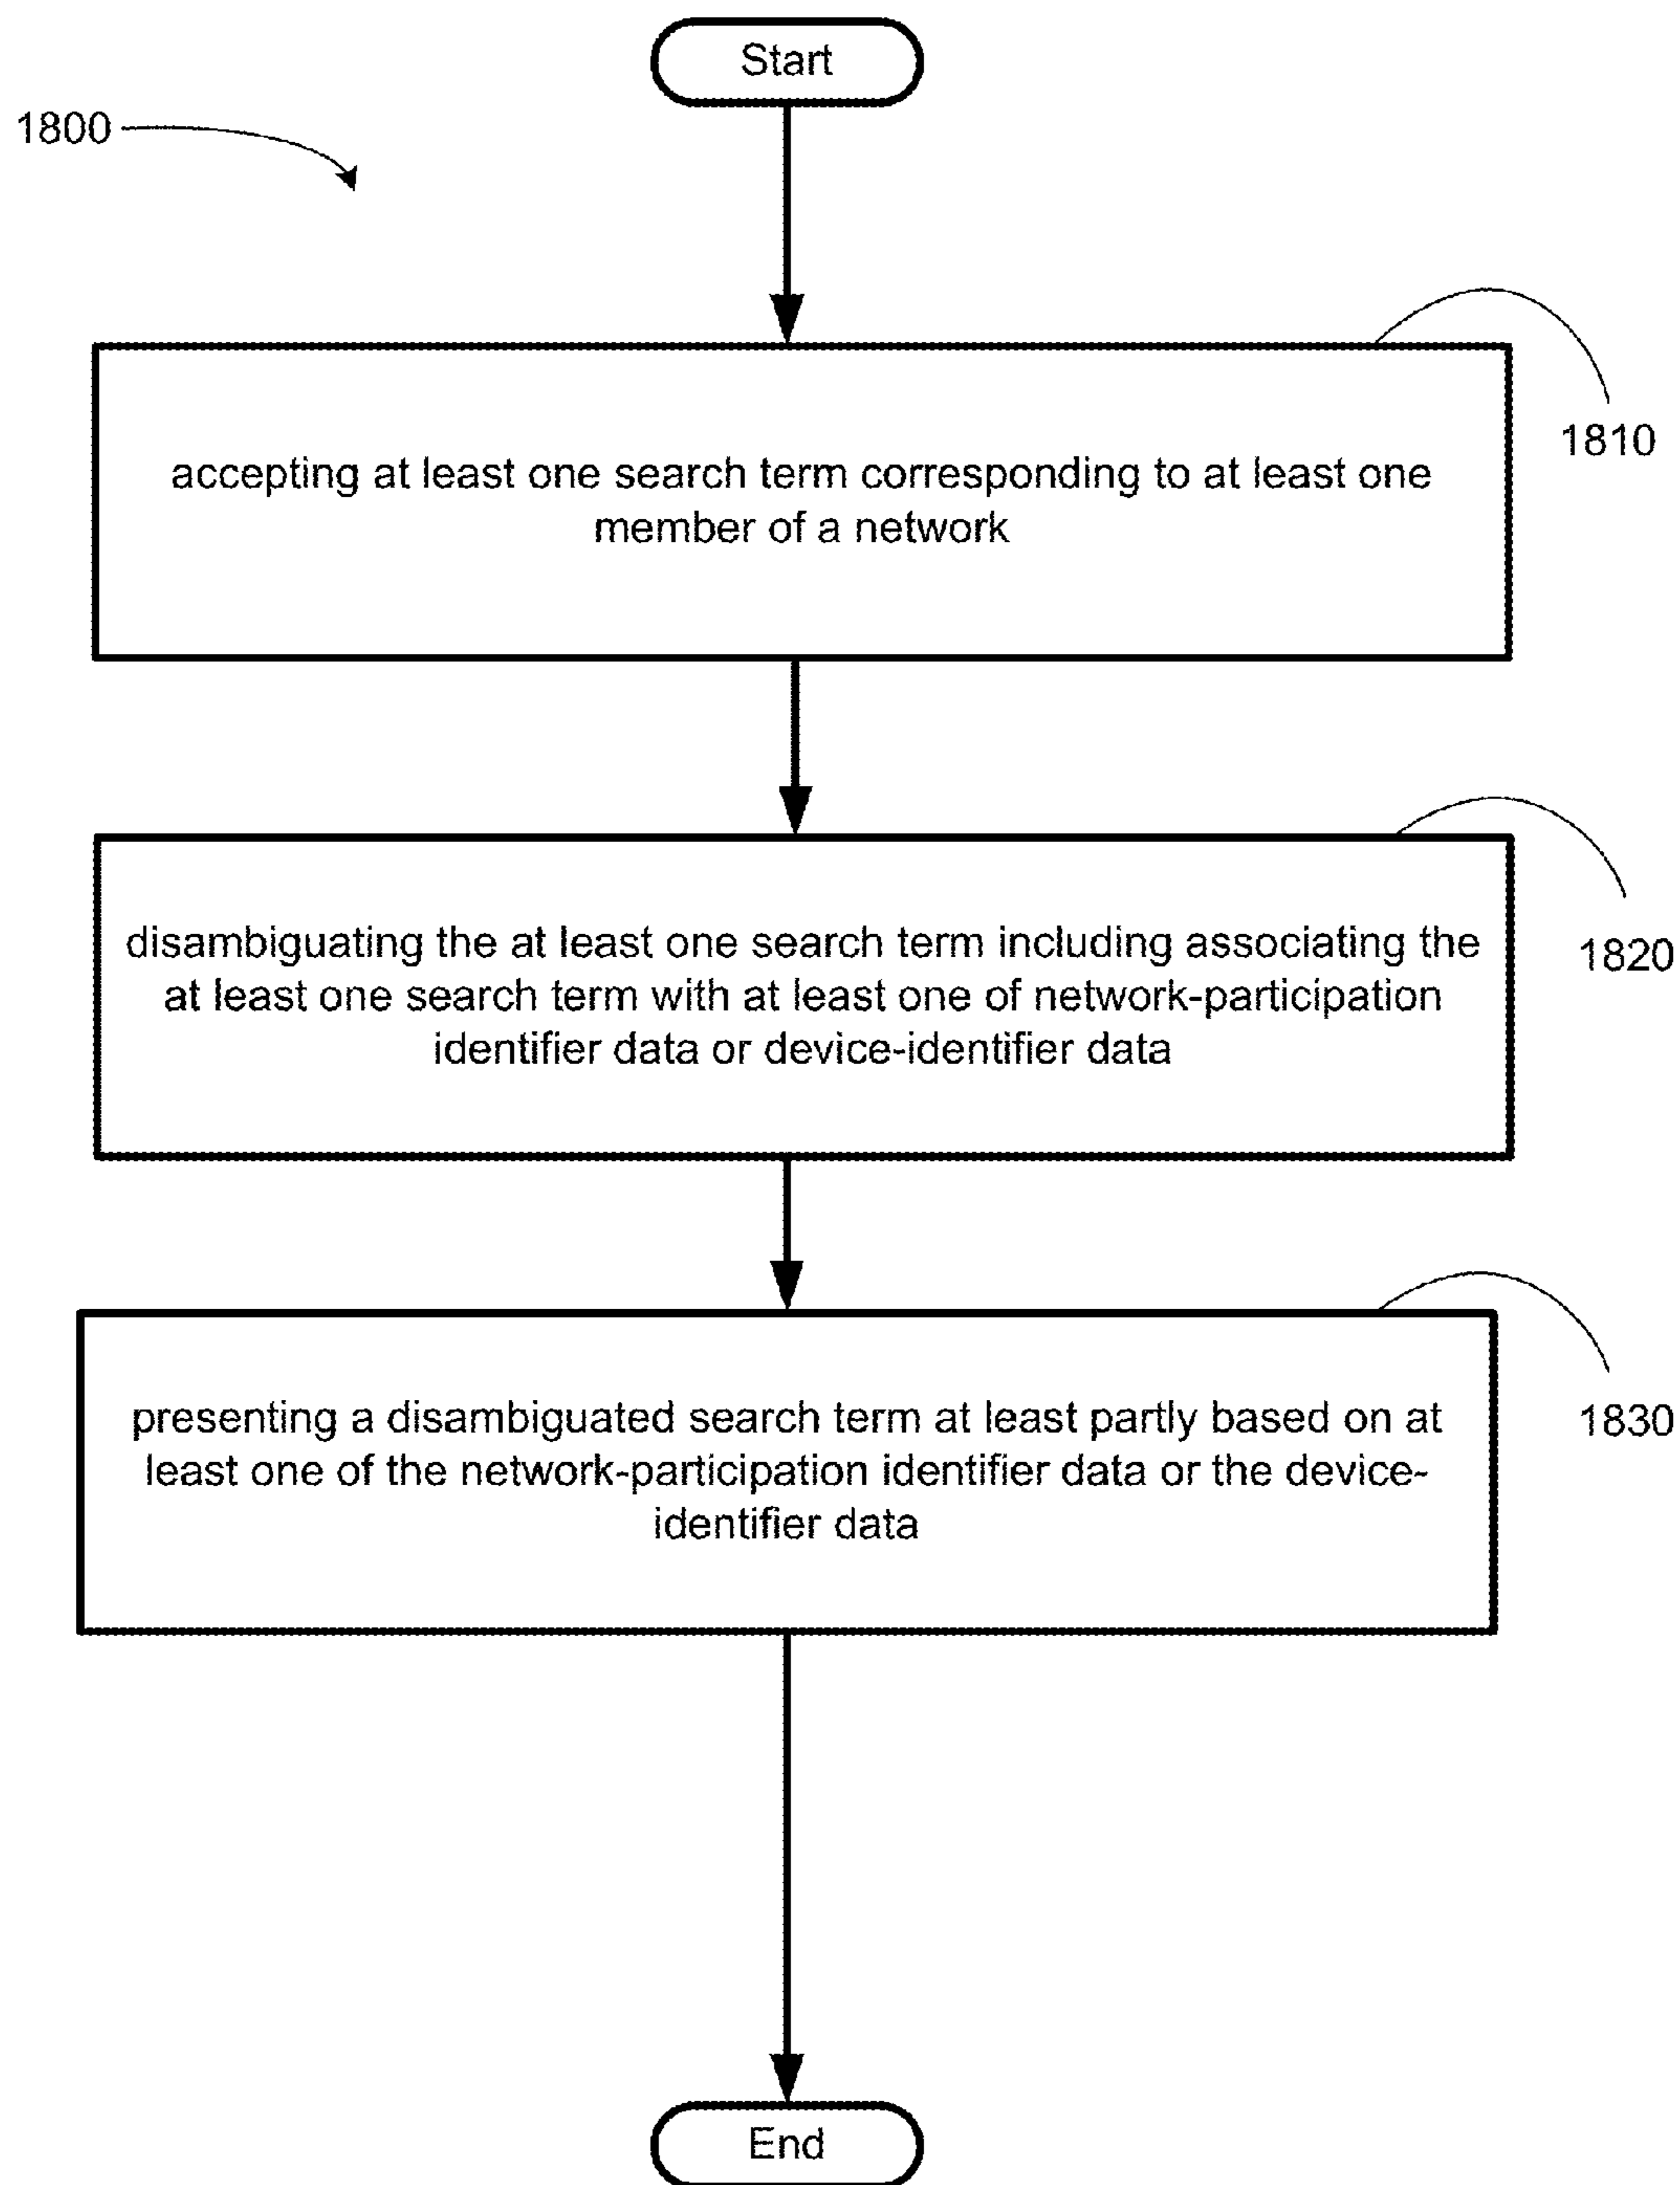 Start
1800
accepting at least one search term corresponding to at least one
member of a network
1810
disambiguating the at least one search term including associating the
at least one search term with at least one of network-participation
identifier data or device-identifier data
1820
presenting a disambiguated search term at least partly based on at
least one of the network-participation identifier data or the device-
identifier data
1830
End